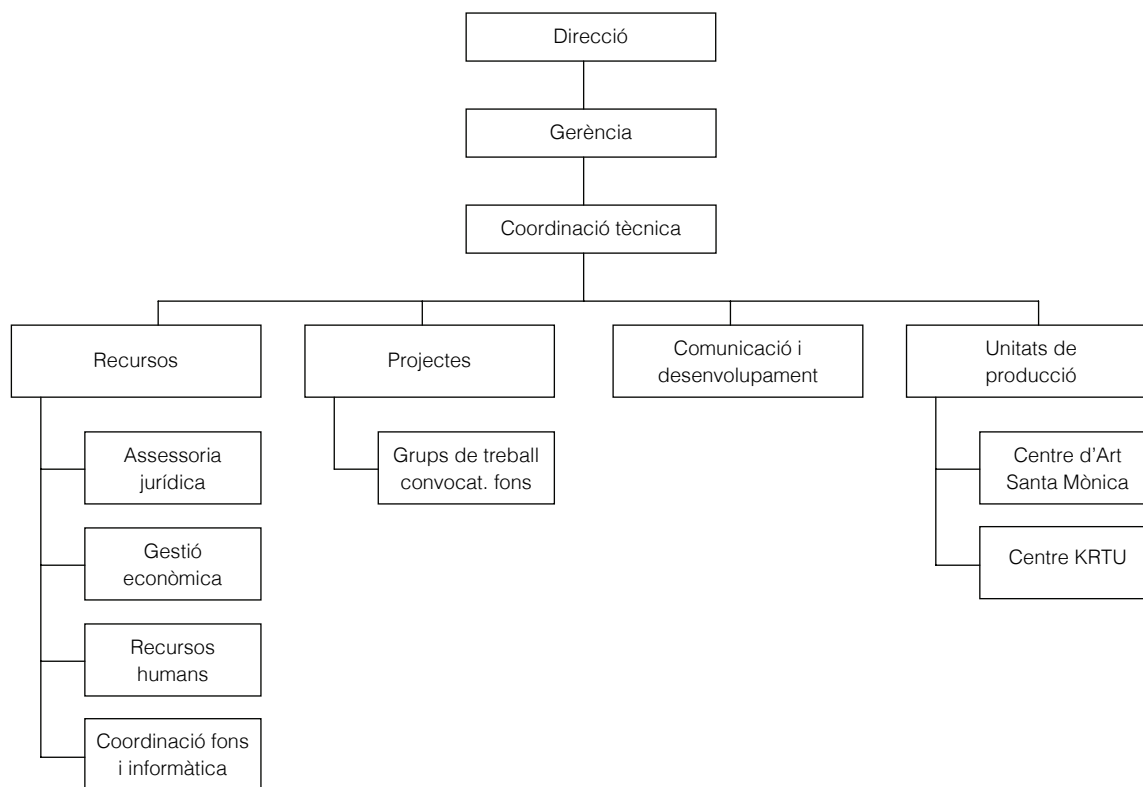 Direcció
Gerència
Coordinació tècnica
Recursos
Projectes
Comunicació i
desenvolupament
Unitats de
producció
Assessoria
jurídica
Grups de treball
convocat. fons
Centre d’Art
Santa Mònica
Gestió
econòmica
Centre KRTU
Recursos
humans
Coordinació fons
i informàtica